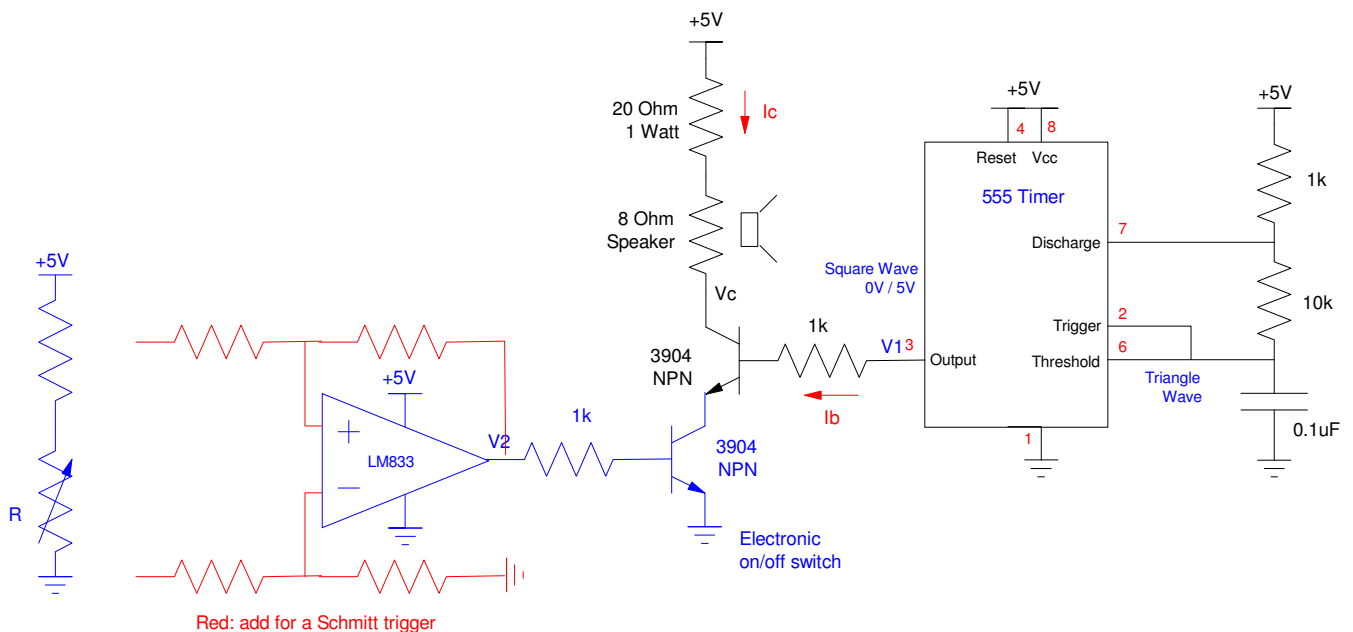 +5V
20 Ohm
1 Watt
Ic
8 Ohm
Speaker
Vc
+5V
4
8
Reset
Vcc
555 Timer
Discharge
7
Trigger
2
Threshold
6
Output
V1
3
1
Square Wave
0V / 5V
Triangle
Wave
+5V
1k
10k
0.1uF
1k
Ib
3904
NPN
+5V
R
+5V
+
LM833
−
V2
1k
3904
NPN
Electronic
on/off switch
Red: add for a Schmitt trigger